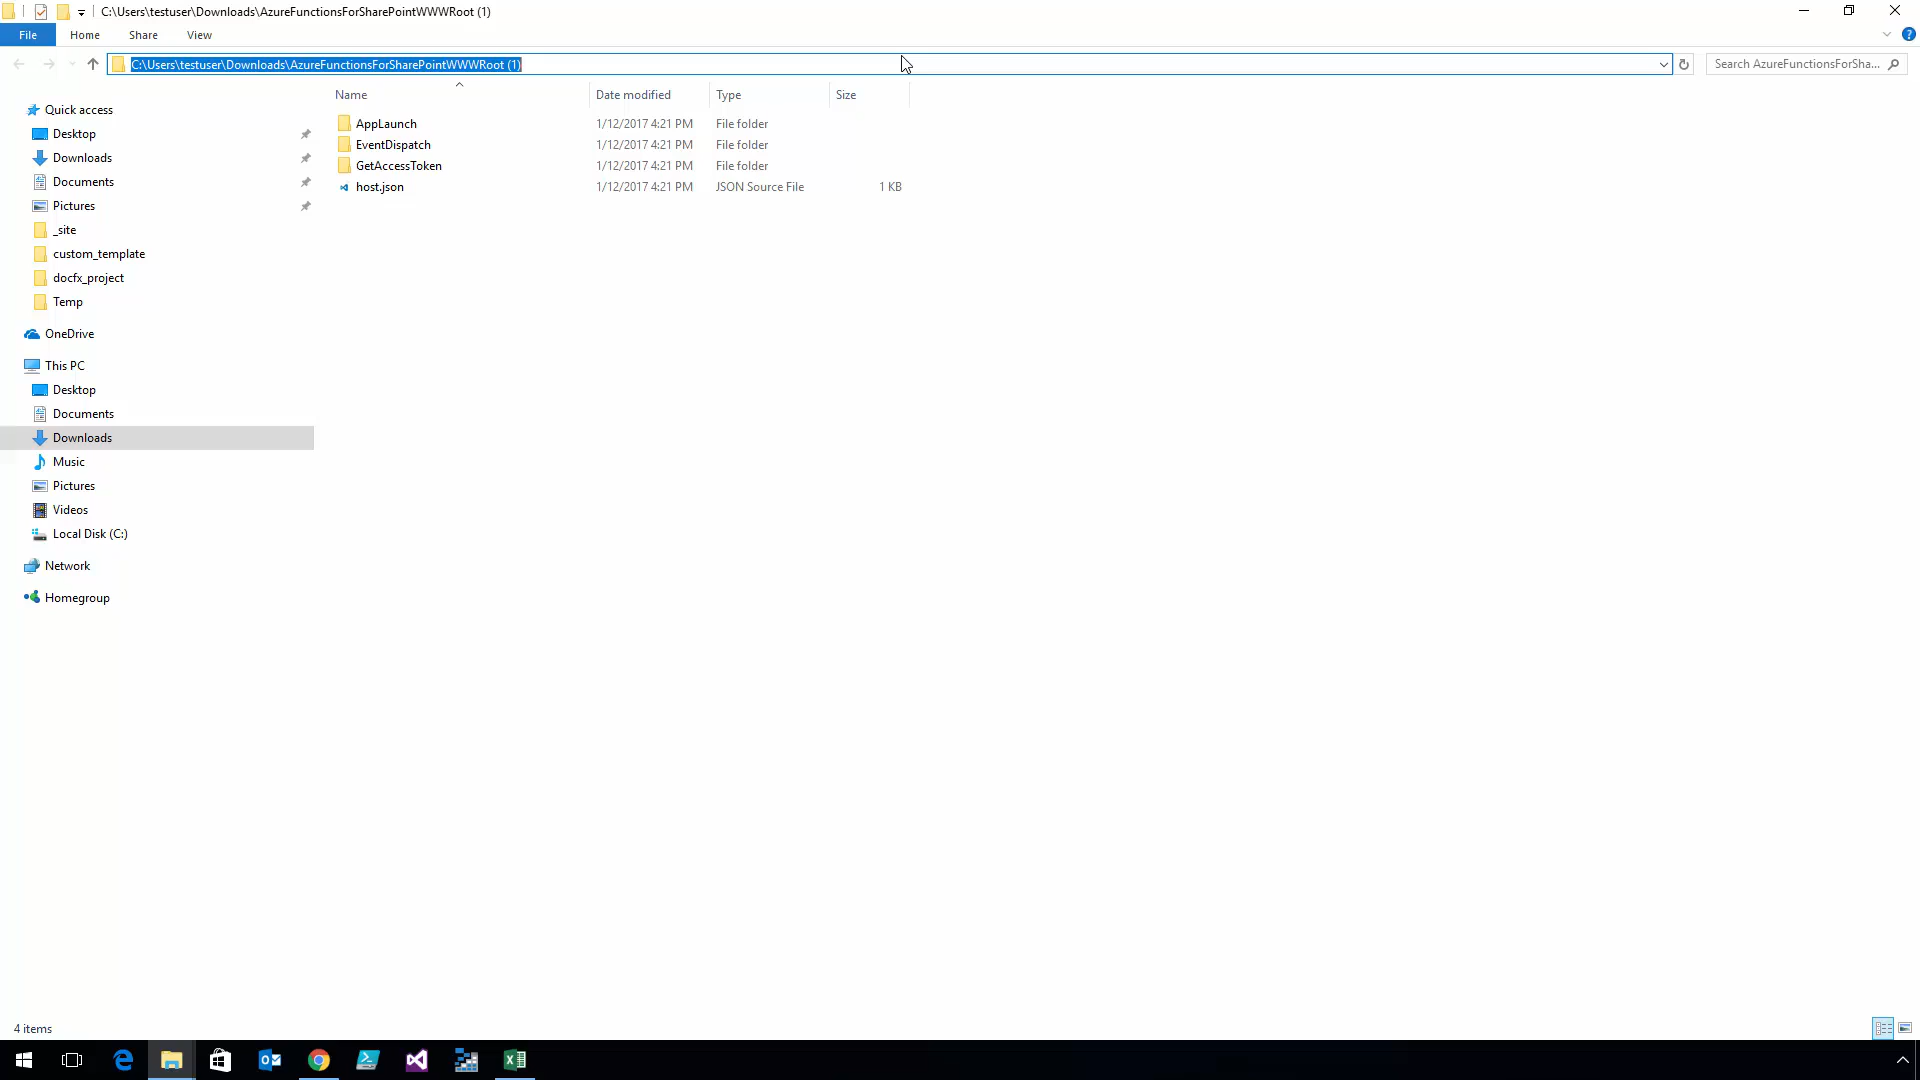 C:\Users\testuser\Downloads\AzureFunctionsForSharePointWWWRoot (1)
File Home Share View
C:\Users\testuser\Downloads\AzureFunctionsForSharePointWWWRoot (1)
Search AzureFunctionsForSha...
Name Date modified Type Size
AppLaunch 1/12/2017 4:21 PM File folder
EventDispatch 1/12/2017 4:21 PM File folder
GetAccessToken 1/12/2017 4:21 PM File folder
host.json 1/12/2017 4:21 PM JSON Source File 1 KB
Quick access
Desktop
Downloads
Documents
Pictures
_site
custom_template
docfx_project
Temp
OneDrive
This PC
Desktop
Documents
Downloads
Music
Pictures
Videos
Local Disk (C:)
Network
Homegroup
4 items